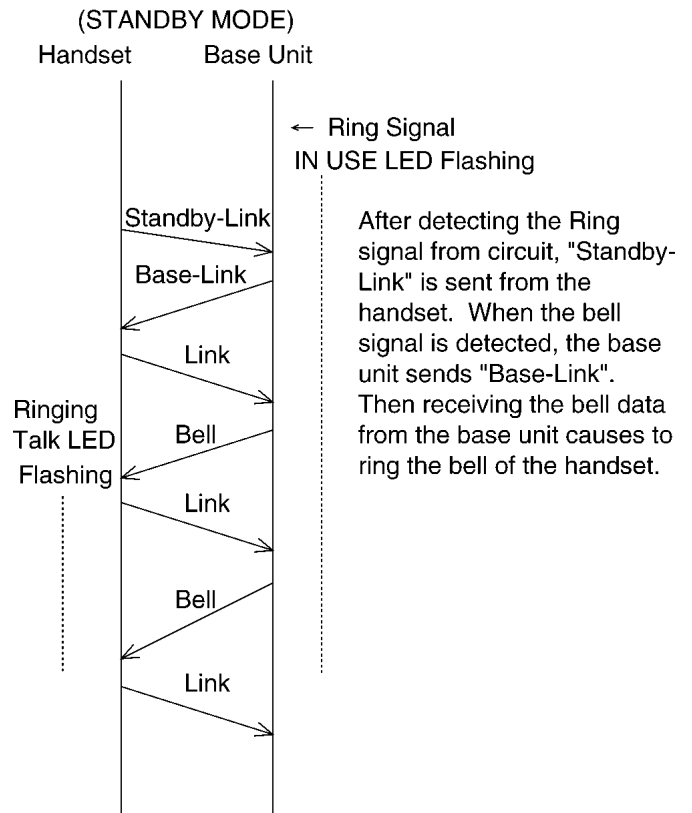 (STANDBY MODE)
Handset Base Unit
← Ring Signal
IN USE LED Flashing
Standby-Link
Base-Link
Link
Bell
Link
Bell
Link
Ringing
Talk LED
Flashing
After detecting the Ring
signal from circuit, "Standby-
Link" is sent from the
handset. When the bell
signal is detected, the base
unit sends "Base-Link".
Then receiving the bell data
from the base unit causes to
ring the bell of the handset.